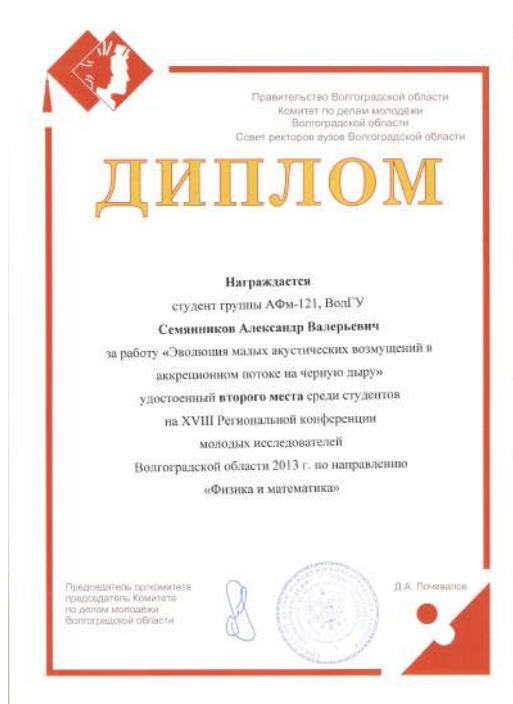 Правительство Волгоградской области
Комитет по делам молодёжи
Волгоградской области
Совет ректоров вузов Волгоградской области
ДИПЛОМ
Награждается
студент группы АФм-121, ВолГУ
Семянников Александр Валерьевич
за работу «Эволюция малых акустических возмущений в
аккреционном потоке на черную дыру»
удостоенный второго места среди студентов
на XVIII Региональной конференции
молодых исследователей
Волгоградской области 2013 г. по направлению
«Физика и математика»
Председатель оргкомитета
председатель Комитета
по делам молодёжи
Волгоградской области
Д.А. Почевалов